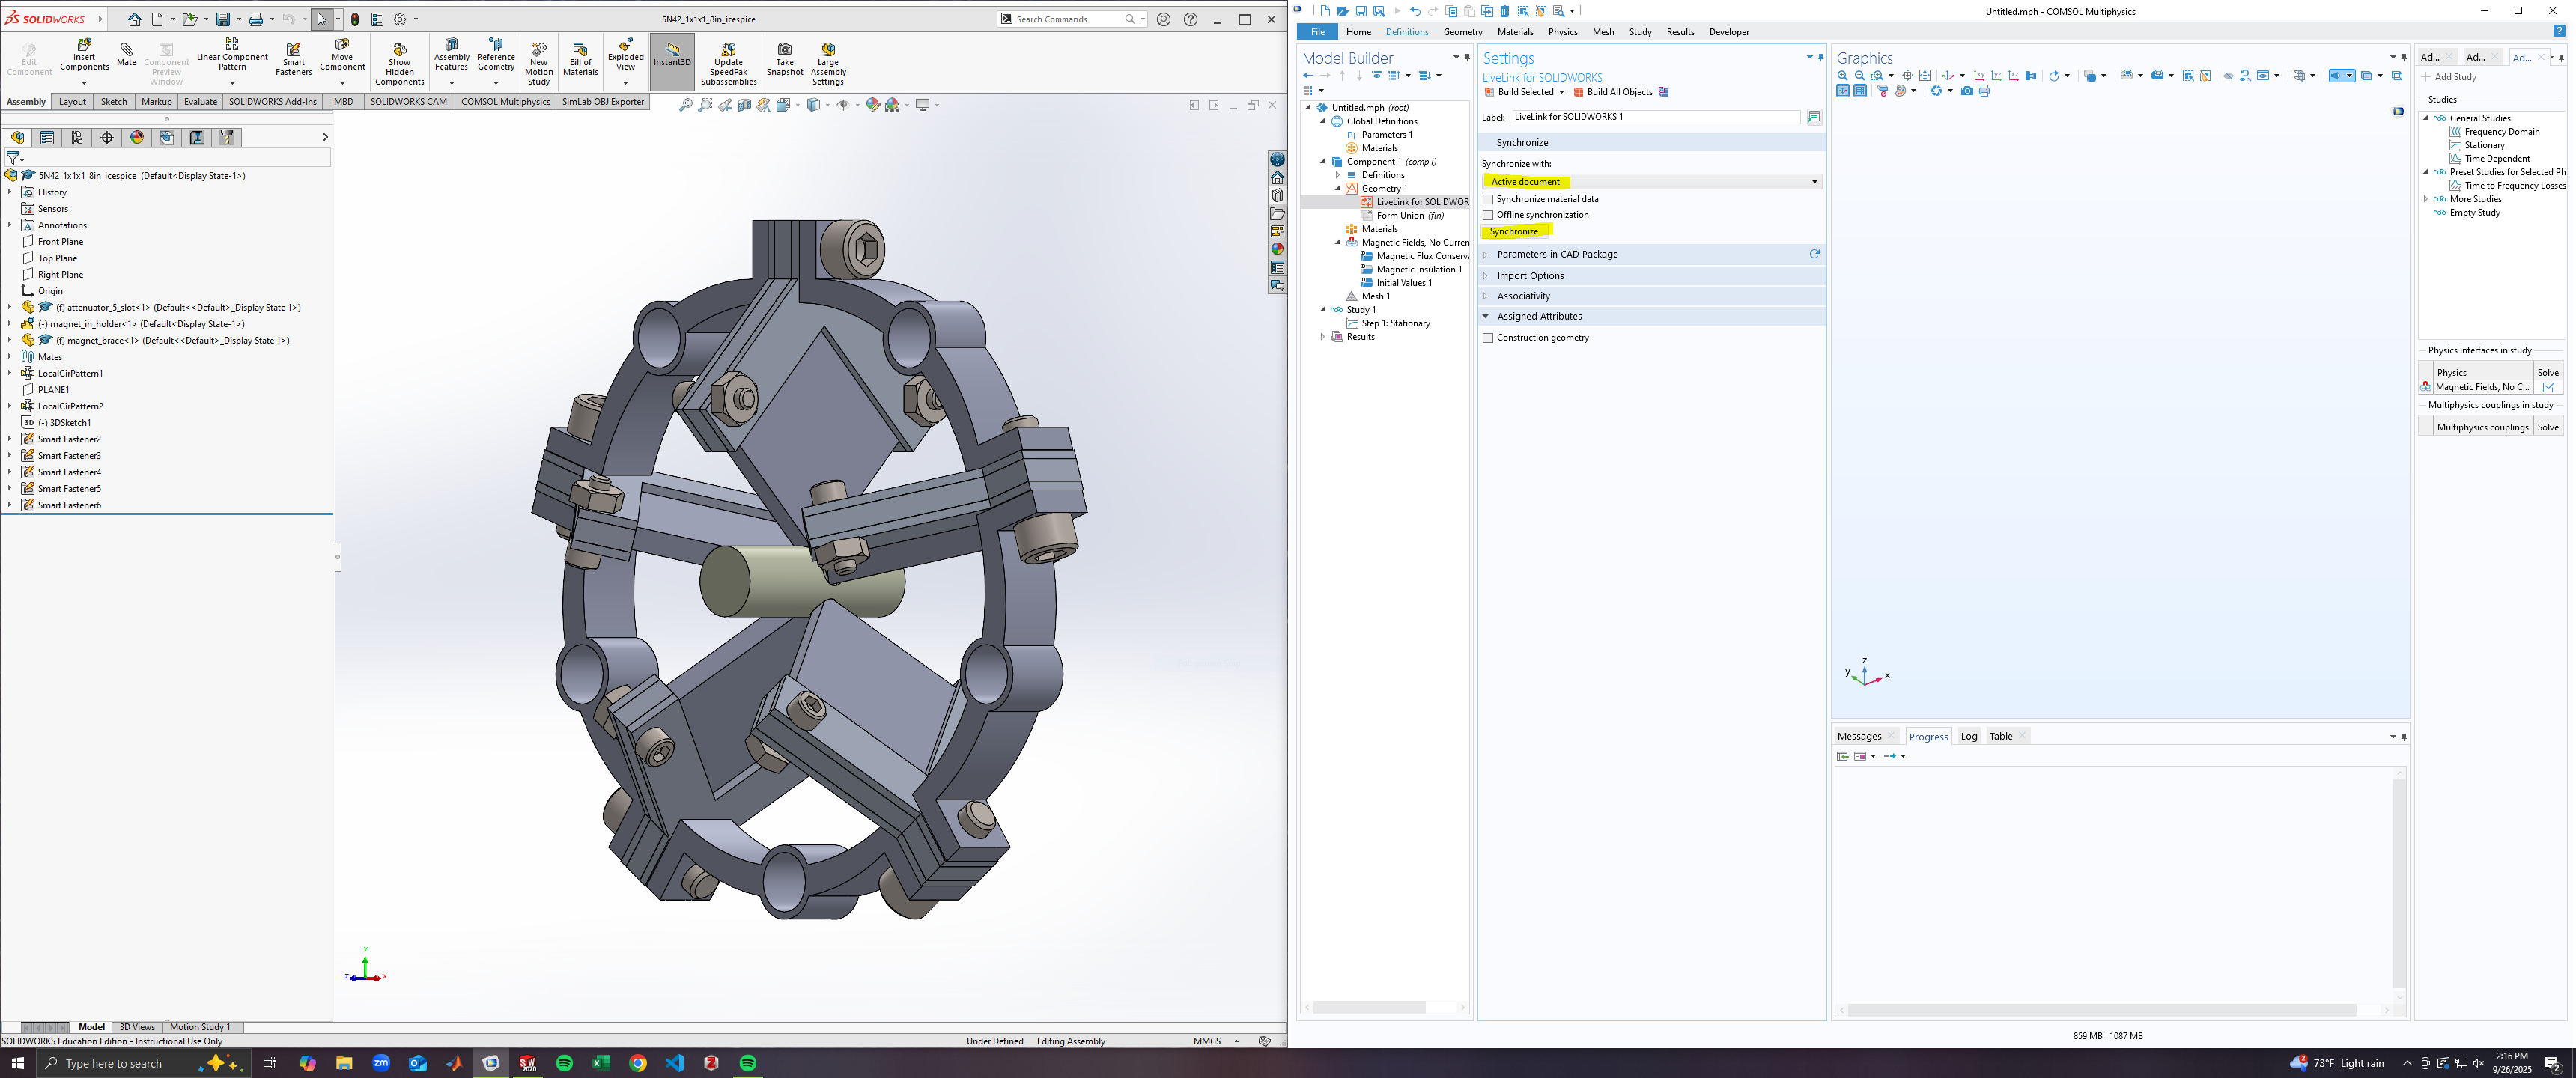 SOLIDWORKS
5N42_1x1x1_8in_icespice
Search Commands
Edit Component
Insert Components
Mate
Component Preview Window
Linear Component Pattern
Smart Fasteners
Move Component
Show Hidden Components
Assembly Features
Reference Geometry
New Motion Study
Bill of Materials
Exploded View
Instant3D
Update SpeedPak Subassemblies
Take Snapshot
Large Assembly Settings
Assembly
Layout
Sketch
Markup
Evaluate
SOLIDWORKS Add-Ins
MBD
SOLIDWORKS CAM
COMSOL Multiphysics
SimLab OBJ Exporter
5N42_1x1x1_8in_icespice (Default<Display State-1>)
History
Sensors
Annotations
Front Plane
Top Plane
Right Plane
Origin
(f) attenuator_5_slot<1> (Default<<Default>_Display State 1>)
(-) magnet_in_holder<1> (Default<Display State-1>)
(f) magnet_brace<1> (Default<<Default>_Display State 1>)
Mates
LocalCirPattern1
PLANE1
LocalCirPattern2
3D (-) 3DSketch1
Smart Fastener2
Smart Fastener3
Smart Fastener4
Smart Fastener5
Smart Fastener6
Y
Z
X
Model
3D Views
Motion Study 1
SOLIDWORKS Education Edition - Instructional Use Only
Under Defined
Editing Assembly
MMGS
Untitled.mph - COMSOL Multiphysics
File
Home
Definitions
Geometry
Materials
Physics
Mesh
Study
Results
Developer
Model Builder
Untitled.mph (root)
Global Definitions
Parameters 1
Materials
Component 1 (comp1)
Definitions
Geometry 1
LiveLink for SOLIDWOR
Form Union (fin)
Materials
Magnetic Fields, No Curren
Magnetic Flux Conserva
Magnetic Insulation 1
Initial Values 1
Mesh 1
Study 1
Step 1: Stationary
Results
Settings
LiveLink for SOLIDWORKS
Build Selected
Build All Objects
Label: LiveLink for SOLIDWORKS 1
Synchronize
Synchronize with:
Active document
Synchronize material data
Offline synchronization
Synchronize
Parameters in CAD Package
Import Options
Associativity
Assigned Attributes
Construction geometry
Graphics
z
y
x
Messages
Progress
Log
Table
859 MB | 1087 MB
Ad...
Ad...
Ad...
Add Study
Studies
General Studies
Frequency Domain
Stationary
Time Dependent
Preset Studies for Selected Ph
Time to Frequency Losses
More Studies
Empty Study
Physics interfaces in study
Physics
Solve
Magnetic Fields, No C...
Multiphysics couplings in study
Multiphysics couplings
Solve
Type here to search
zm
SW 2020
73°F Light rain
2:16 PM
9/26/2025